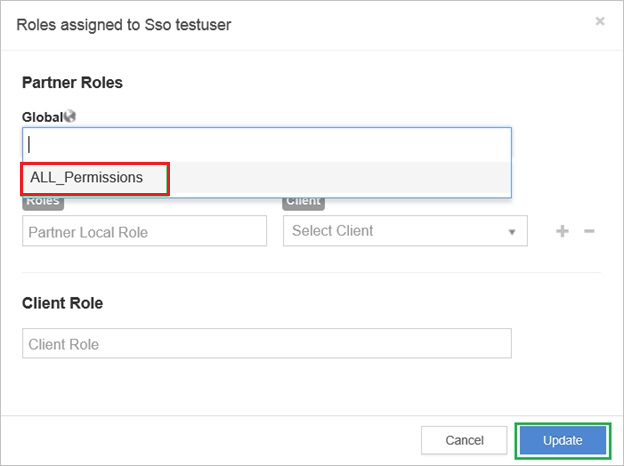 Roles assigned to Sso testuser
×
Partner Roles
Global
ALL_Permissions
Roles
Client
Partner Local Role
Select Client
Client Role
Client Role
Cancel
Update